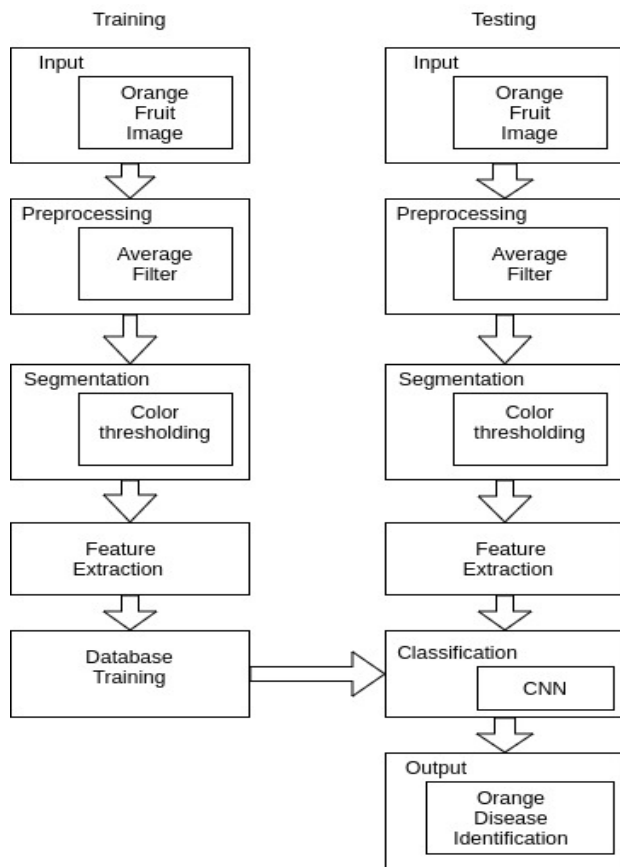 Training
Input
Orange
Fruit
Image
Preprocessing
Average
Filter
Segmentation
Color
thresholding
Feature
Extraction
Database
Training
Testing
Input
Orange
Fruit
Image
Preprocessing
Average
Filter
Segmentation
Color
thresholding
Feature
Extraction
Classification
CNN
Output
Orange
Disease
Identification